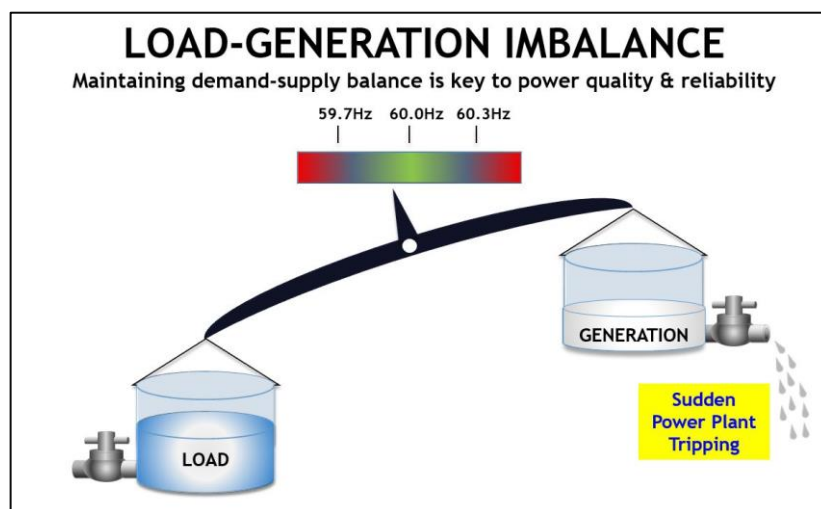 LOAD-GENERATION IMBALANCE
Maintaining demand-supply balance is key to power quality & reliability
59.7Hz 60.0Hz 60.3Hz
GENERATION
Sudden
Power Plant
Tripping
LOAD